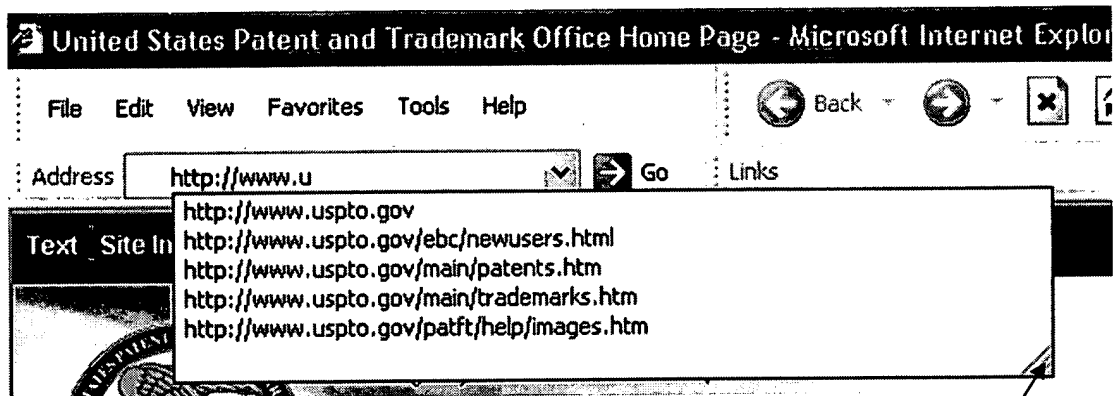 United States Patent and Trademark Office Home Page - Microsoft Internet
File Edit View Favorites Tools Help Back
Address http://www.u Go Links
http://www.uspto.gov
Text Site
http://www.uspto.gov/ebc/newusers.html
http://www.uspto.gov/main/patents.htm
http://www.uspto.gov/main/trademarks.htm
http://www.uspto.gov/patft/help/images.htm